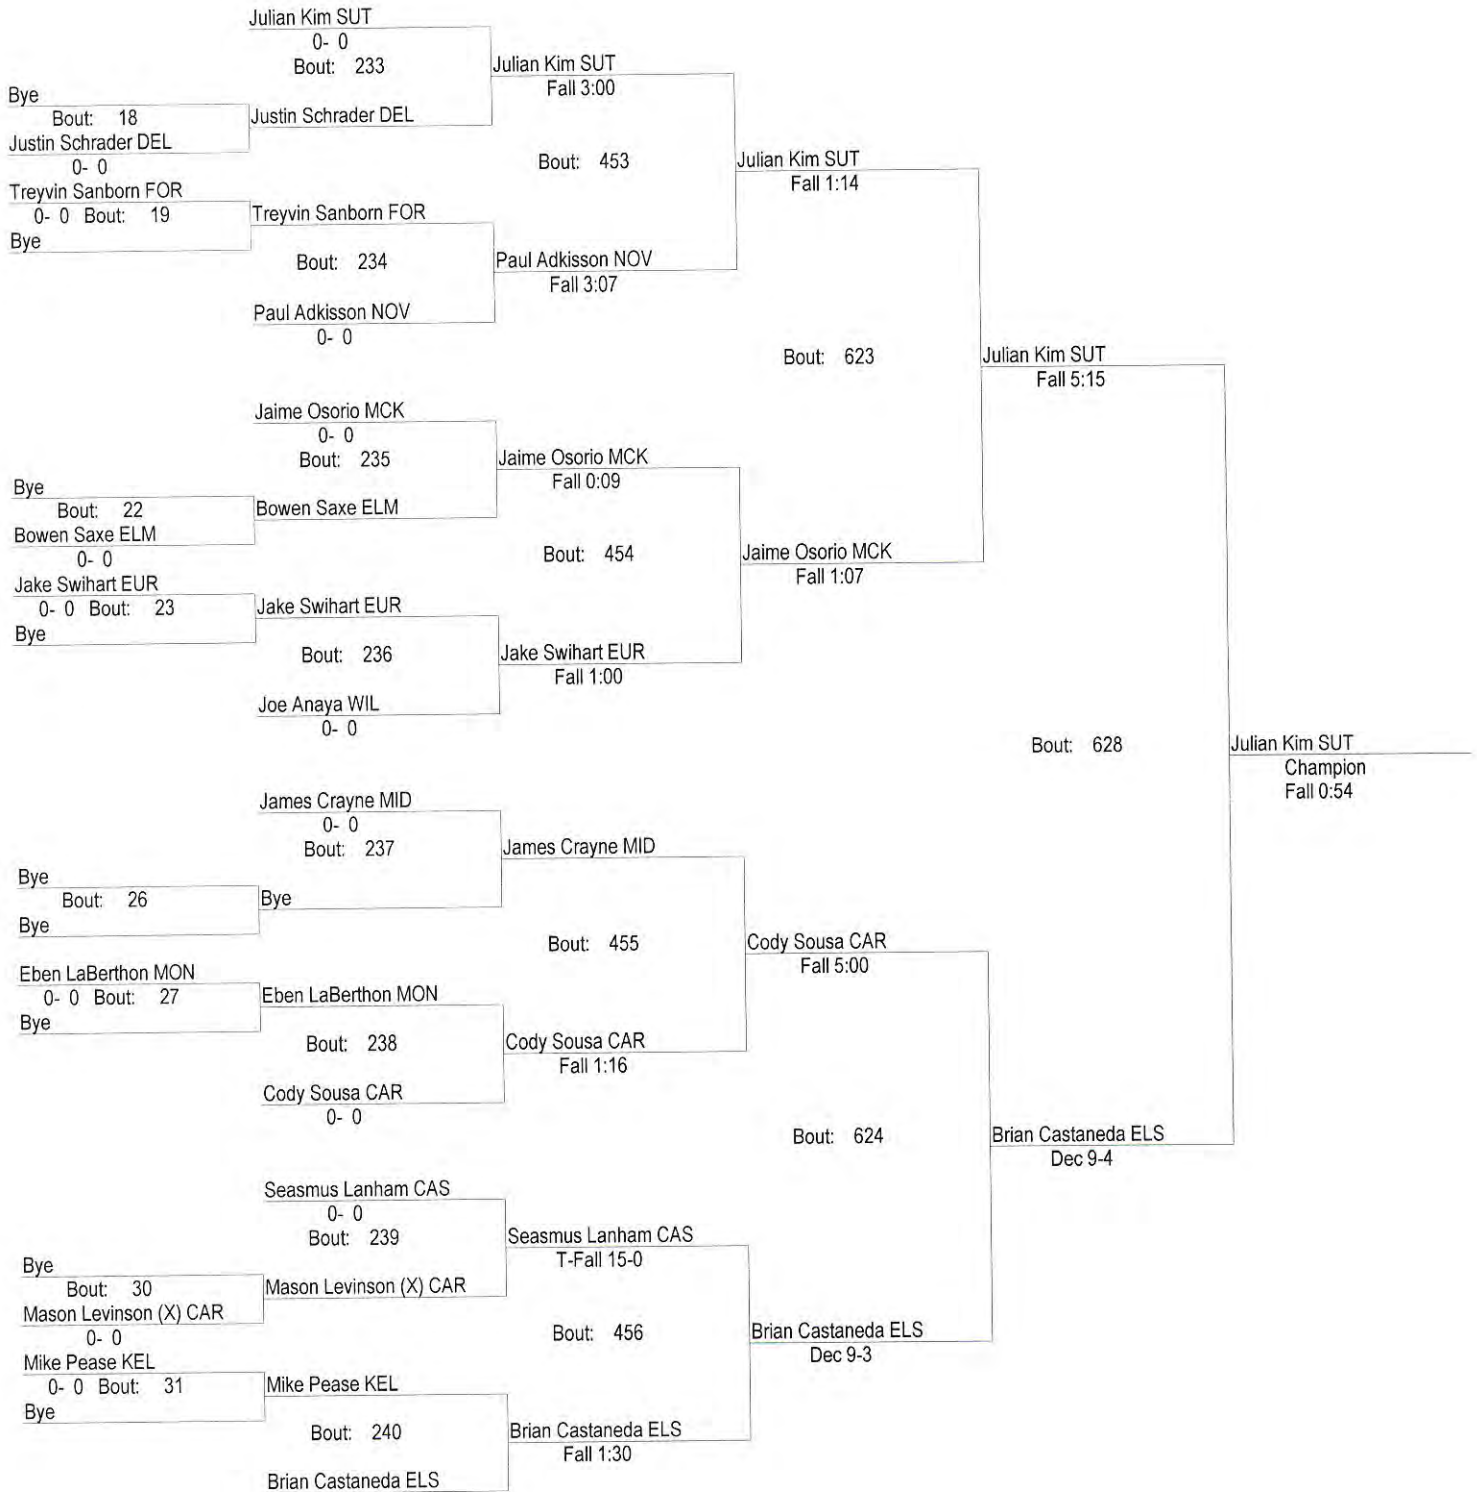 Julian Kim SUT
0- 0
Bout: 233
Julian Kim SUT
Fall 3:00
Bye
Bout: 18
Justin Schrader DEL
Justin Schrader DEL
0- 0
Bout: 453
Julian Kim SUT
Fall 1:14
Treyvin Sanborn FOR
0- 0 Bout: 19
Treyvin Sanborn FOR
Bye
Bout: 234
Paul Adkisson NOV
Fall 3:07
Paul Adkisson NOV
0- 0
Bout: 623
Julian Kim SUT
Fall 5:15
Jaime Osorio MCK
0- 0
Bout: 235
Jaime Osorio MCK
Fall 0:09
Bye
Bout: 22
Bowen Saxe ELM
Bowen Saxe ELM
0- 0
Bout: 454
Jaime Osorio MCK
Fall 1:07
Jake Swihart EUR
0- 0 Bout: 23
Jake Swihart EUR
Bye
Bout: 236
Jake Swihart EUR
Fall 1:00
Joe Anaya WIL
0- 0
Bout: 628
Julian Kim SUT
Champion
Fall 0:54
James Crayne MID
0- 0
Bout: 237
James Crayne MID
Bye
Bout: 26
Bye
Bye
Bout: 455
Cody Sousa CAR
Fall 5:00
Eben LaBerthon MON
0- 0 Bout: 27
Eben LaBerthon MON
Bye
Bout: 238
Cody Sousa CAR
Fall 1:16
Cody Sousa CAR
0- 0
Bout: 624
Brian Castaneda ELS
Dec 9-4
Seasmus Lanham CAS
0- 0
Bout: 239
Seasmus Lanham CAS
T-Fall 15-0
Bye
Bout: 30
Mason Levinson (X) CAR
Mason Levinson (X) CAR
0- 0
Bout: 456
Brian Castaneda ELS
Dec 9-3
Mike Pease KEL
0- 0 Bout: 31
Mike Pease KEL
Bye
Bout: 240
Brian Castaneda ELS
Fall 1:30
Brian Castaneda ELS